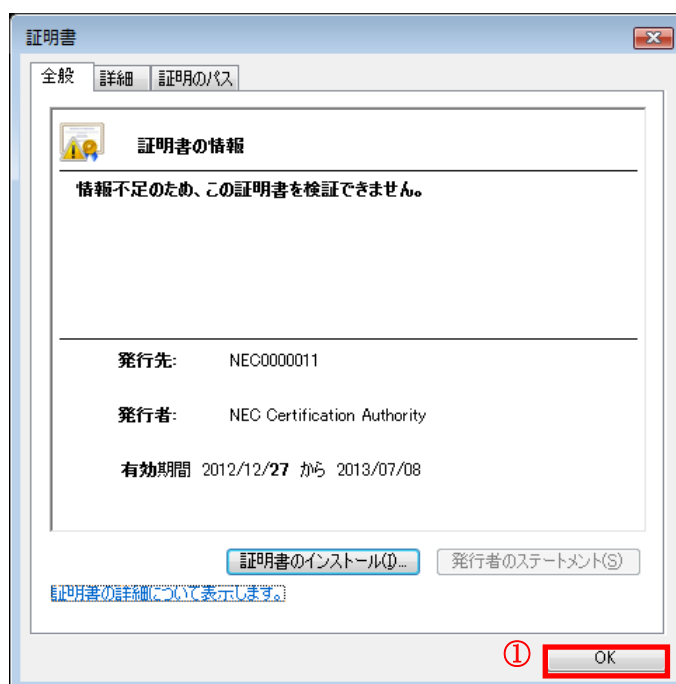 証明書
全般 詳細 証明のパス
証明書の情報
情報不足のため、この証明書を検証できません。
発行先: NEC0000011
発行者: NEC Certification Authority
有効期間 2012/12/27 から 2013/07/08
証明書のインストール(I)... 発行者のステートメント(S)
証明書の詳細について表示します。
① OK